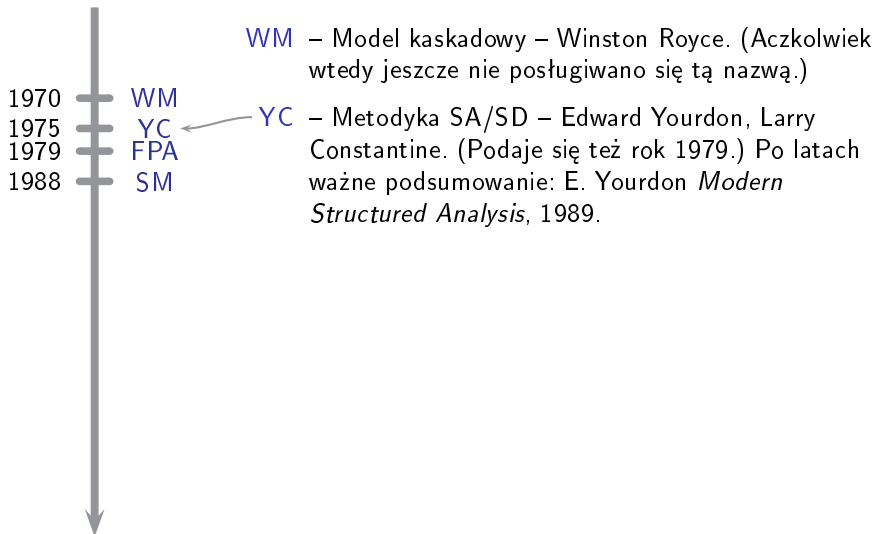 WM – Model kaskadowy – Winston Royce. (Aczkolwiek
wtedy jeszcze nie posługiwano się tą nazwą.)
1970 WM
1975 YC
1979 FPA
1988 SM
YC – Metodyka SA/SD – Edward Yourdon, Larry
Constantine. (Podaje się też rok 1979.) Po latach
ważne podsumowanie: E. Yourdon Modern
Structured Analysis, 1989.